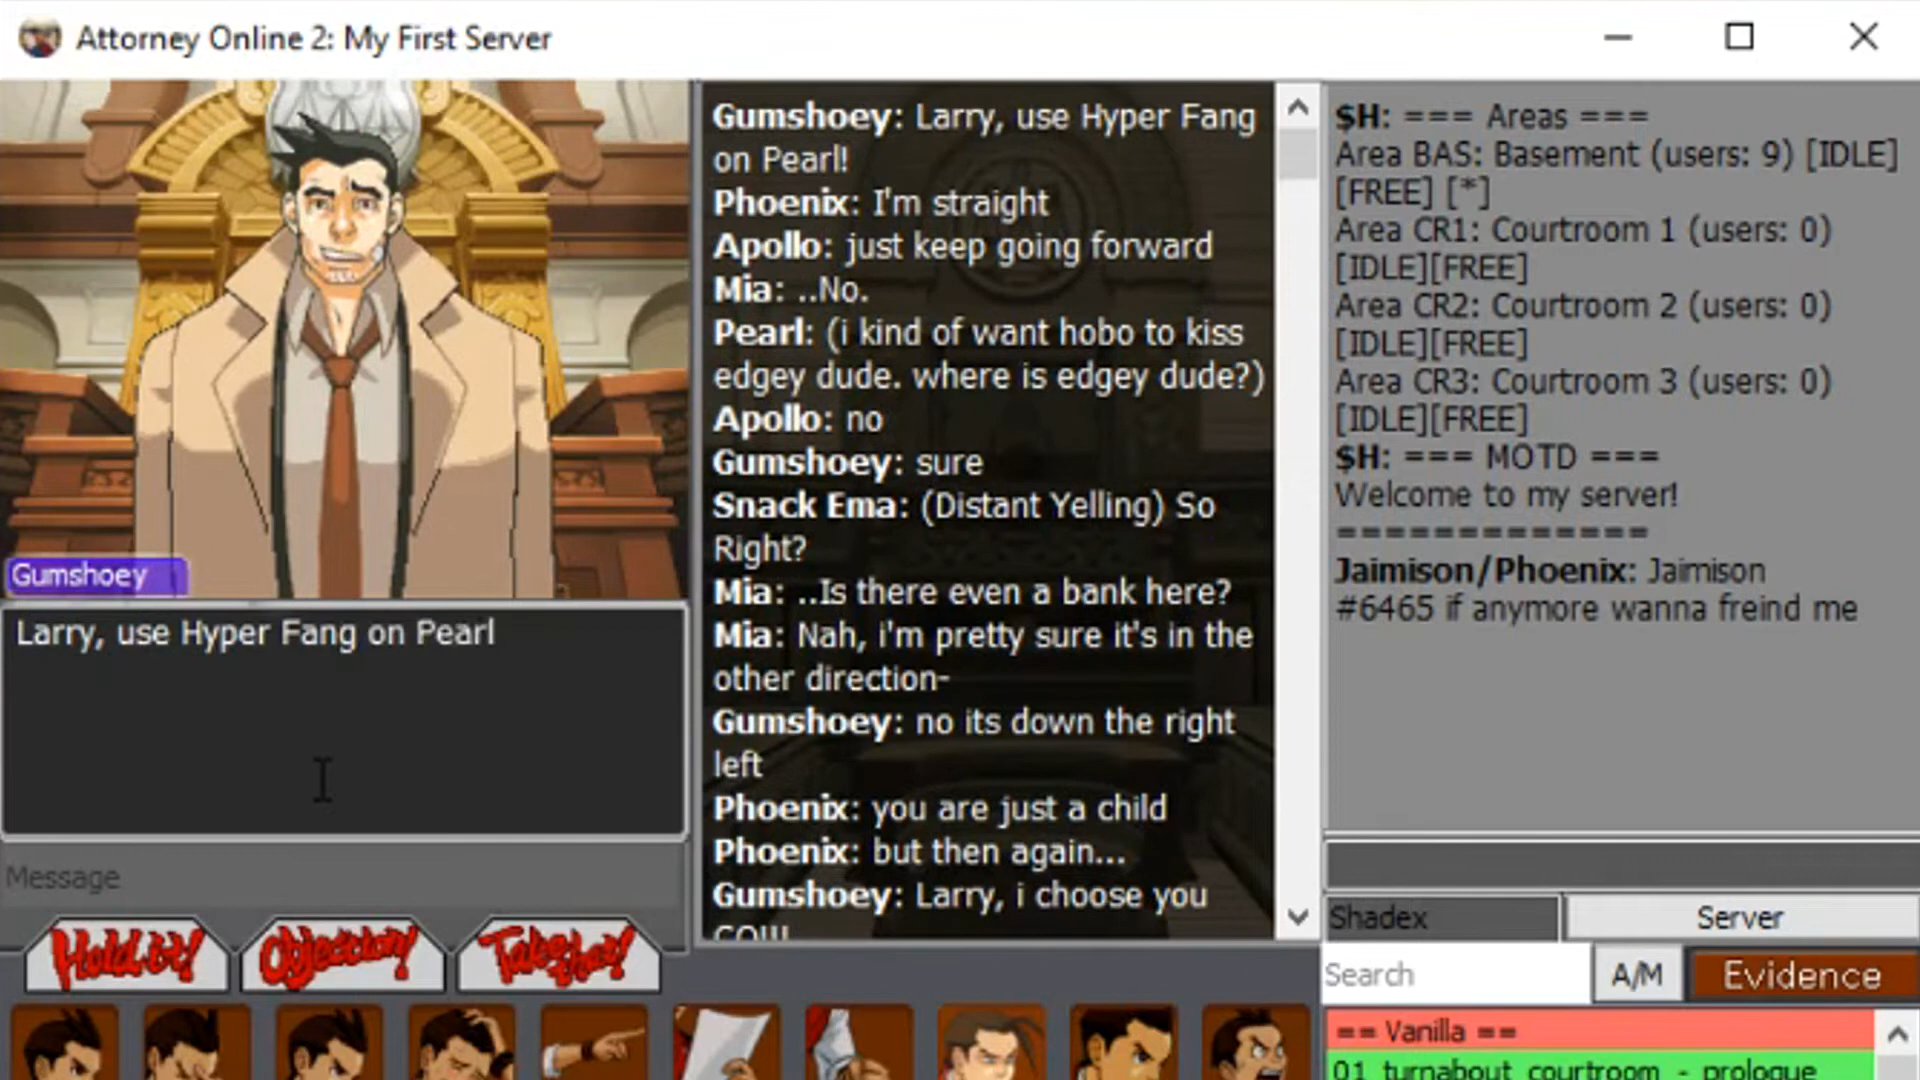 Attorney Online 2: My First Server
Gumshoey
Larry, use Hyper Fang on Pearl
Message
Hold it!
Objection!
Take that!
Gumshoey: Larry, use Hyper Fang
on Pearl!
Phoenix: I'm straight
Apollo: just keep going forward
Mia: ..No.
Pearl: (i kind of want hobo to kiss
edgey dude. where is edgey dude?)
Apollo: no
Gumshoey: sure
Snack Ema: (Distant Yelling) So
Right?
Mia: ..Is there even a bank here?
Mia: Nah, i'm pretty sure it's in the
other direction-
Gumshoey: no its down the right
left
Phoenix: you are just a child
Phoenix: but then again...
Gumshoey: Larry, i choose you
$H: === Areas ===
Area BAS: Basement (users: 9) [IDLE]
[FREE] [*]
Area CR1: Courtroom 1 (users: 0)
[IDLE][FREE]
Area CR2: Courtroom 2 (users: 0)
[IDLE][FREE]
Area CR3: Courtroom 3 (users: 0)
[IDLE][FREE]
$H: === MOTD ===
Welcome to my server!
=============
Jaimison/Phoenix: Jaimison
#6465 if anymore wanna freind me
Shadex
Server
Search
A/M
Evidence
== Vanilla ==
01 turnabout courtroom - prologue